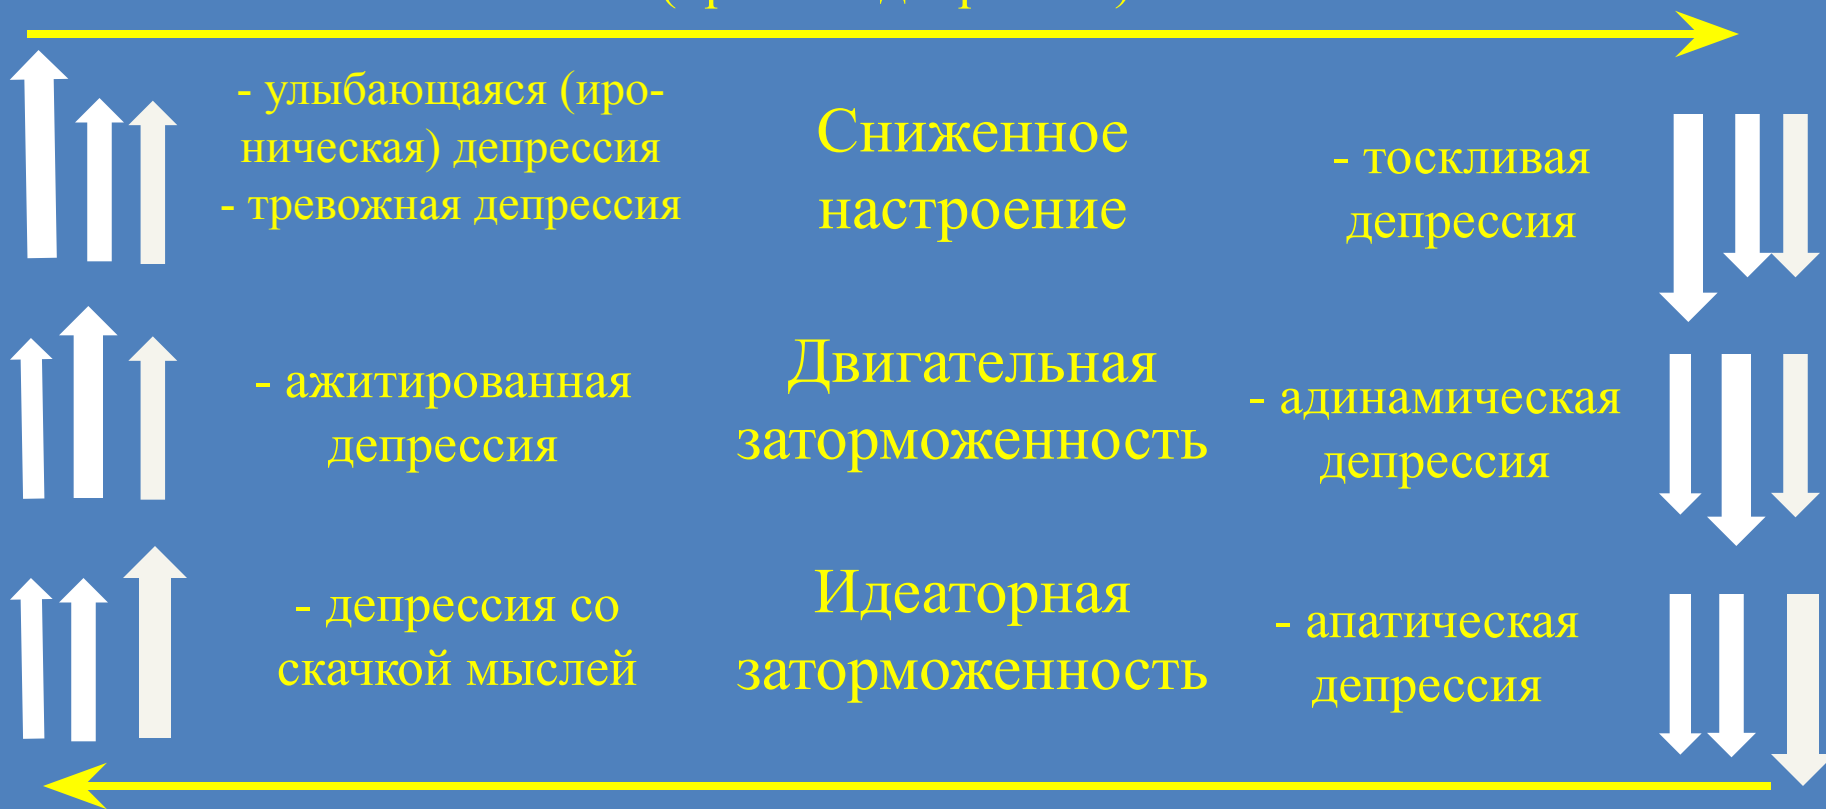 - улыбающаяся (иро-
ническая) депрессия
- тревожная депрессия
Сниженное
настроение
- тоскливая
депрессия
- ажитированная
депрессия
Двигательная
заторможенность
- адинамическая
депрессия
- депрессия со
скачкой мыслей
Идеаторная
заторможенность
- апатическая
депрессия